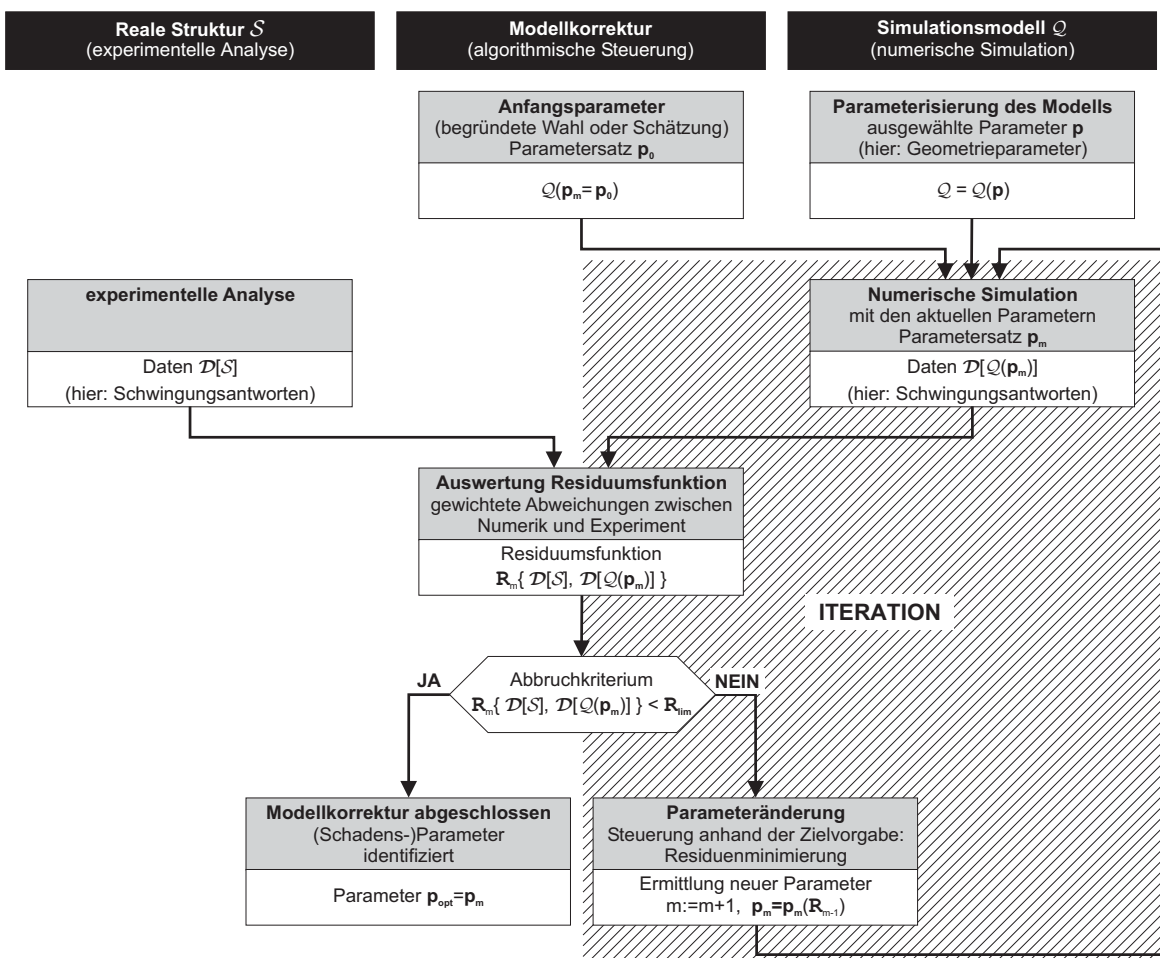 Reale Struktur 𝒮
(experimentelle Analyse)
Modellkorrektur
(algorithmische Steuerung)
Simulationsmodell 𝒬
(numerische Simulation)
Anfangsparameter
(begründete Wahl oder Schätzung)
Parametersatz p₀
𝒬(pₘ= p₀)
Parameterisierung des Modells
ausgewählte Parameter p
(hier: Geometrieparameter)
𝒬 = 𝒬(p)
experimentelle Analyse
Daten 𝒟[𝒮]
(hier: Schwingungsantworten)
Numerische Simulation
mit den aktuellen Parametern
Parametersatz pₘ
Daten 𝒟[𝒬(pₘ)]
(hier: Schwingungsantworten)
Auswertung Residuumsfunktion
gewichtete Abweichungen zwischen
Numerik und Experiment
Residuumsfunktion
Rₘ{ 𝒟[𝒮], 𝒟[𝒬(pₘ)] }
ITERATION
JA
Abbruchkriterium
Rₘ{ 𝒟[𝒮], 𝒟[𝒬(pₘ)] } < R_lim
NEIN
Modellkorrektur abgeschlossen
(Schadens-)Parameter
identifiziert
Parameter p_opt=pₘ
Parameteränderung
Steuerung anhand der Zielvorgabe:
Residuenminimierung
Ermittlung neuer Parameter
m:=m+1, pₘ=pₘ(Rₘ₋₁)